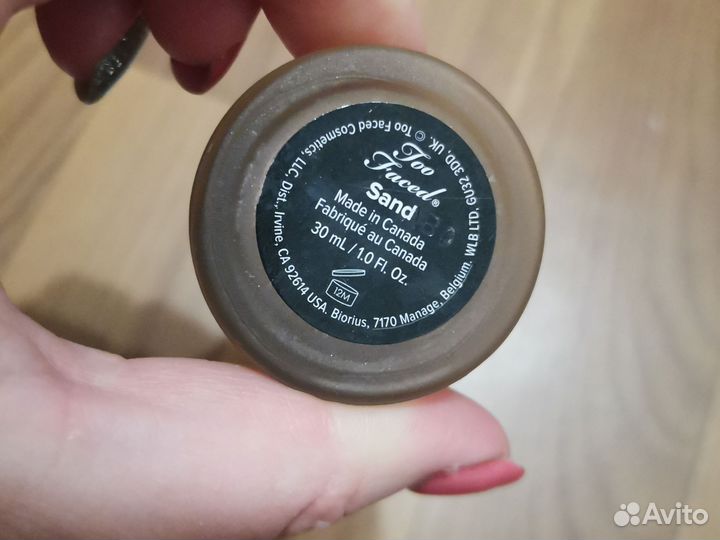 Too
Faced®
Sand
Made in Canada
Fabriqué au Canada
30 mL / 1.0 Fl. Oz.
12M
© Too Faced Cosmetics, LLC, Dist., Irvine, CA 92614 USA. Biorius, 7170 Manage, Belgium. WLB LTD. GU32 3DD, UK.
Avito